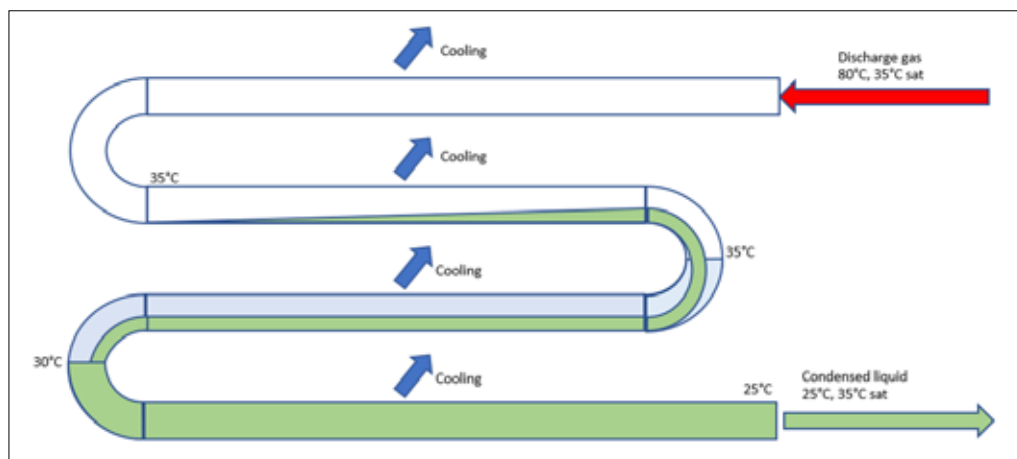 Cooling
Discharge gas
80°C, 35°C sat
Cooling
35°C
35°C
Cooling
30°C
Cooling
25°C
Condensed liquid
25°C, 35°C sat